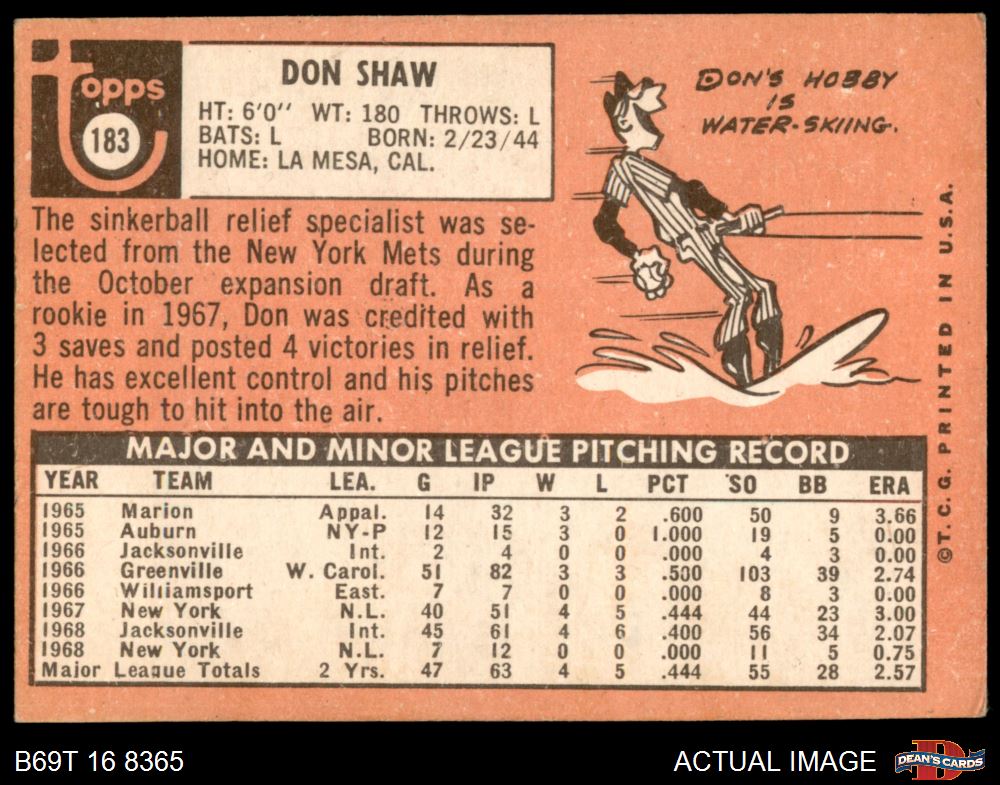 topps
183
DON SHAW
HT: 6'0" WT: 180 THROWS: L
BATS: L BORN: 2/23/44
HOME: LA MESA, CAL.
DON'S HOBBY
IS
WATER-SKIING.
The sinkerball relief specialist was se-
lected from the New York Mets during
the October expansion draft. As a
rookie in 1967, Don was credited with
3 saves and posted 4 victories in relief.
He has excellent control and his pitches
are tough to hit into the air.
©T.C.G. PRINTED IN U.S.A.
MAJOR AND MINOR LEAGUE PITCHING RECORD
YEAR TEAM LEA. G IP W L PCT SO BB ERA
1965 Marion Appal. 14 32 3 2 .600 50 9 3.66
1965 Auburn NY-P 12 15 3 0 1.000 19 5 0.00
1966 Jacksonville Int. 2 4 0 0 .000 4 3 0.00
1966 Greenville W. Carol. 51 82 3 3 .500 103 39 2.74
1966 Williamsport East. 7 7 0 0 .000 8 3 0.00
1967 New York N.L. 40 51 4 5 .444 44 23 3.00
1968 Jacksonville Int. 45 61 4 6 .400 56 34 2.07
1968 New York N.L. 7 12 0 0 .000 11 5 0.75
Major League Totals 2 Yrs. 47 63 4 5 .444 55 28 2.57
B69T 16 8365
ACTUAL IMAGE
DEAN'S CARDS